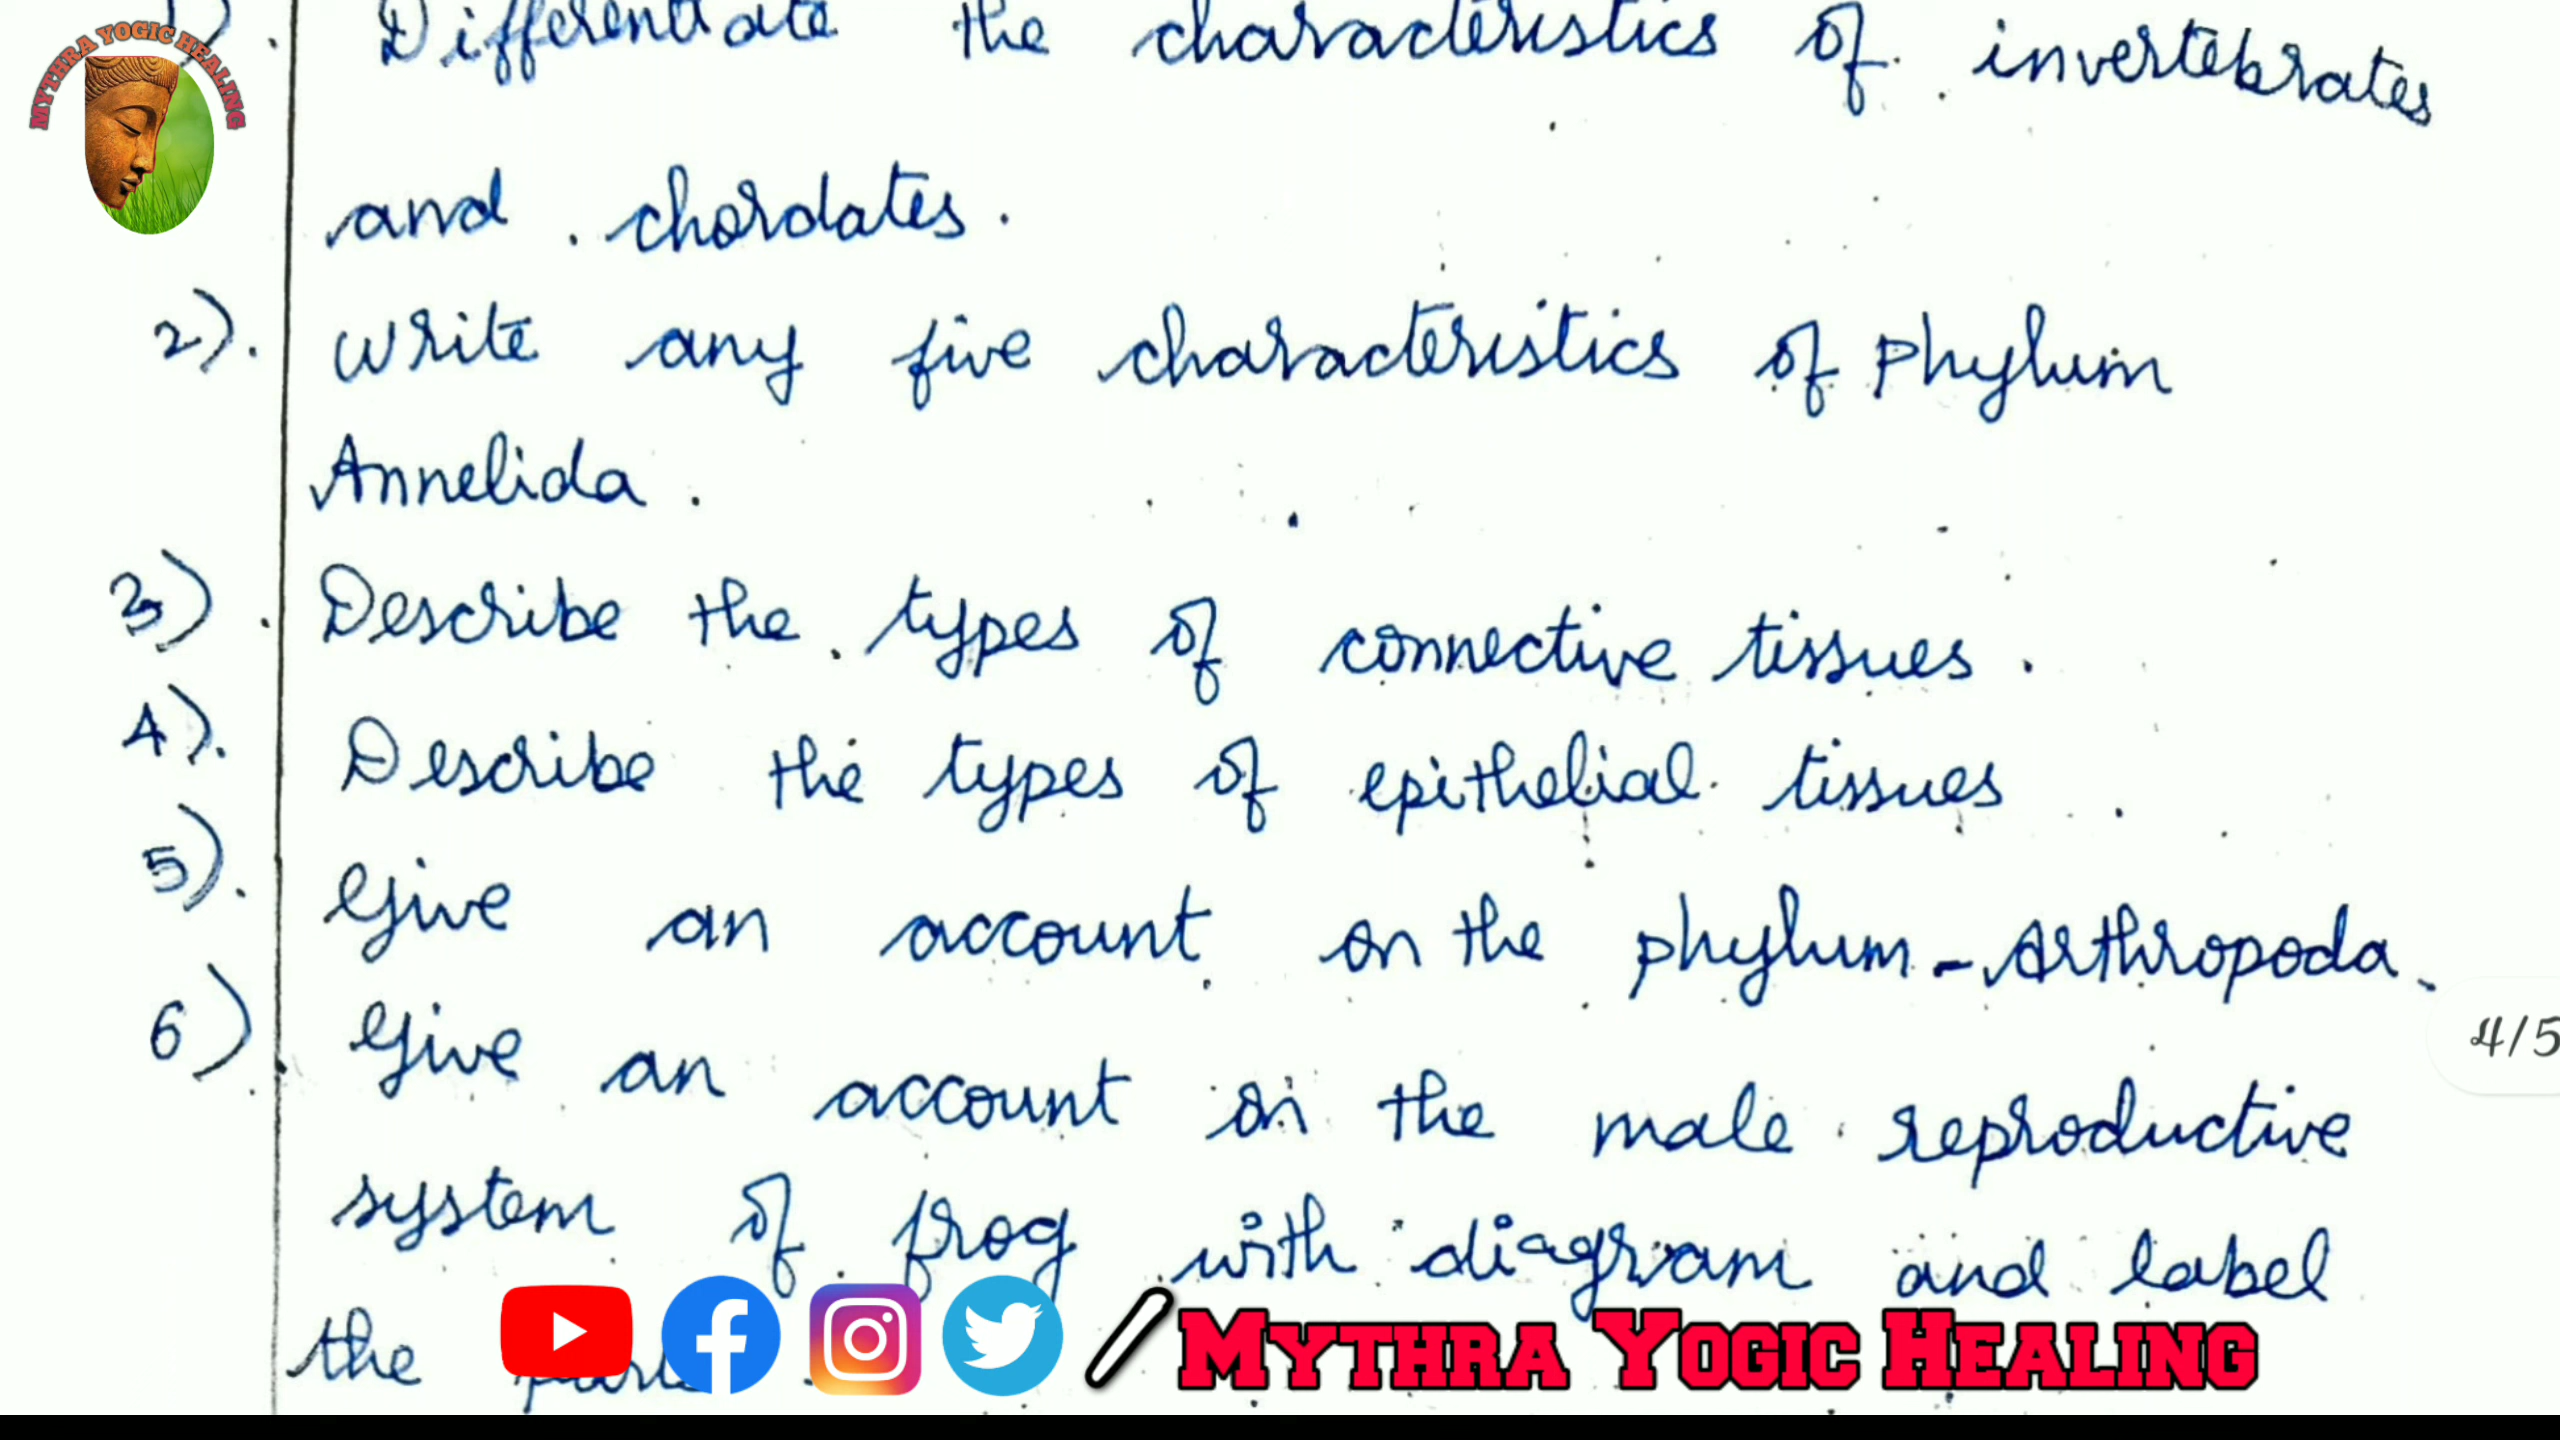 MYTHRA YOGIC HEALING
1). Differentiate the characteristics of invertebrates
and chordates.
2). Write any five characteristics of Phylum
Annelida.
3). Describe the types of connective tissues.
4). Describe the types of epithelial tissues.
5). Give an account on the phylum - Arthropoda.
6). Give an account on the male reproductive
system of frog with diagram and label
the
4/5
MYTHRA YOGIC HEALING